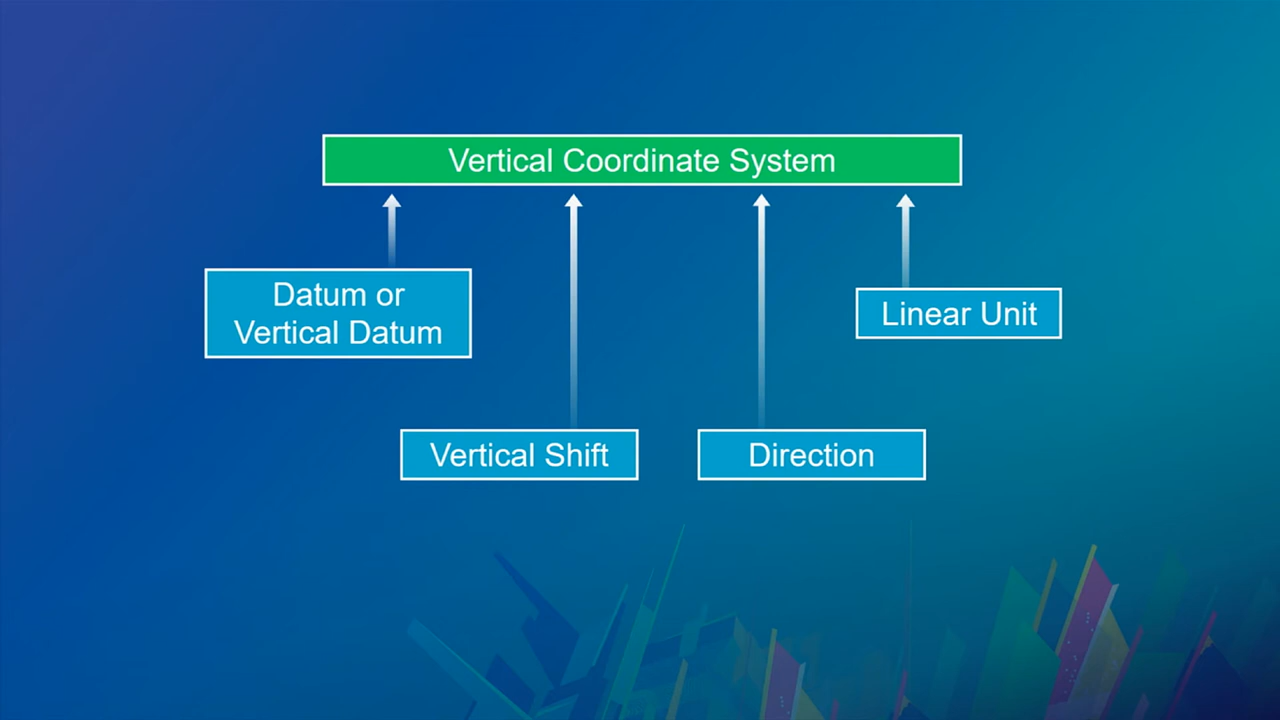 Vertical Coordinate System
Datum or
Vertical Datum
Linear Unit
Vertical Shift
Direction